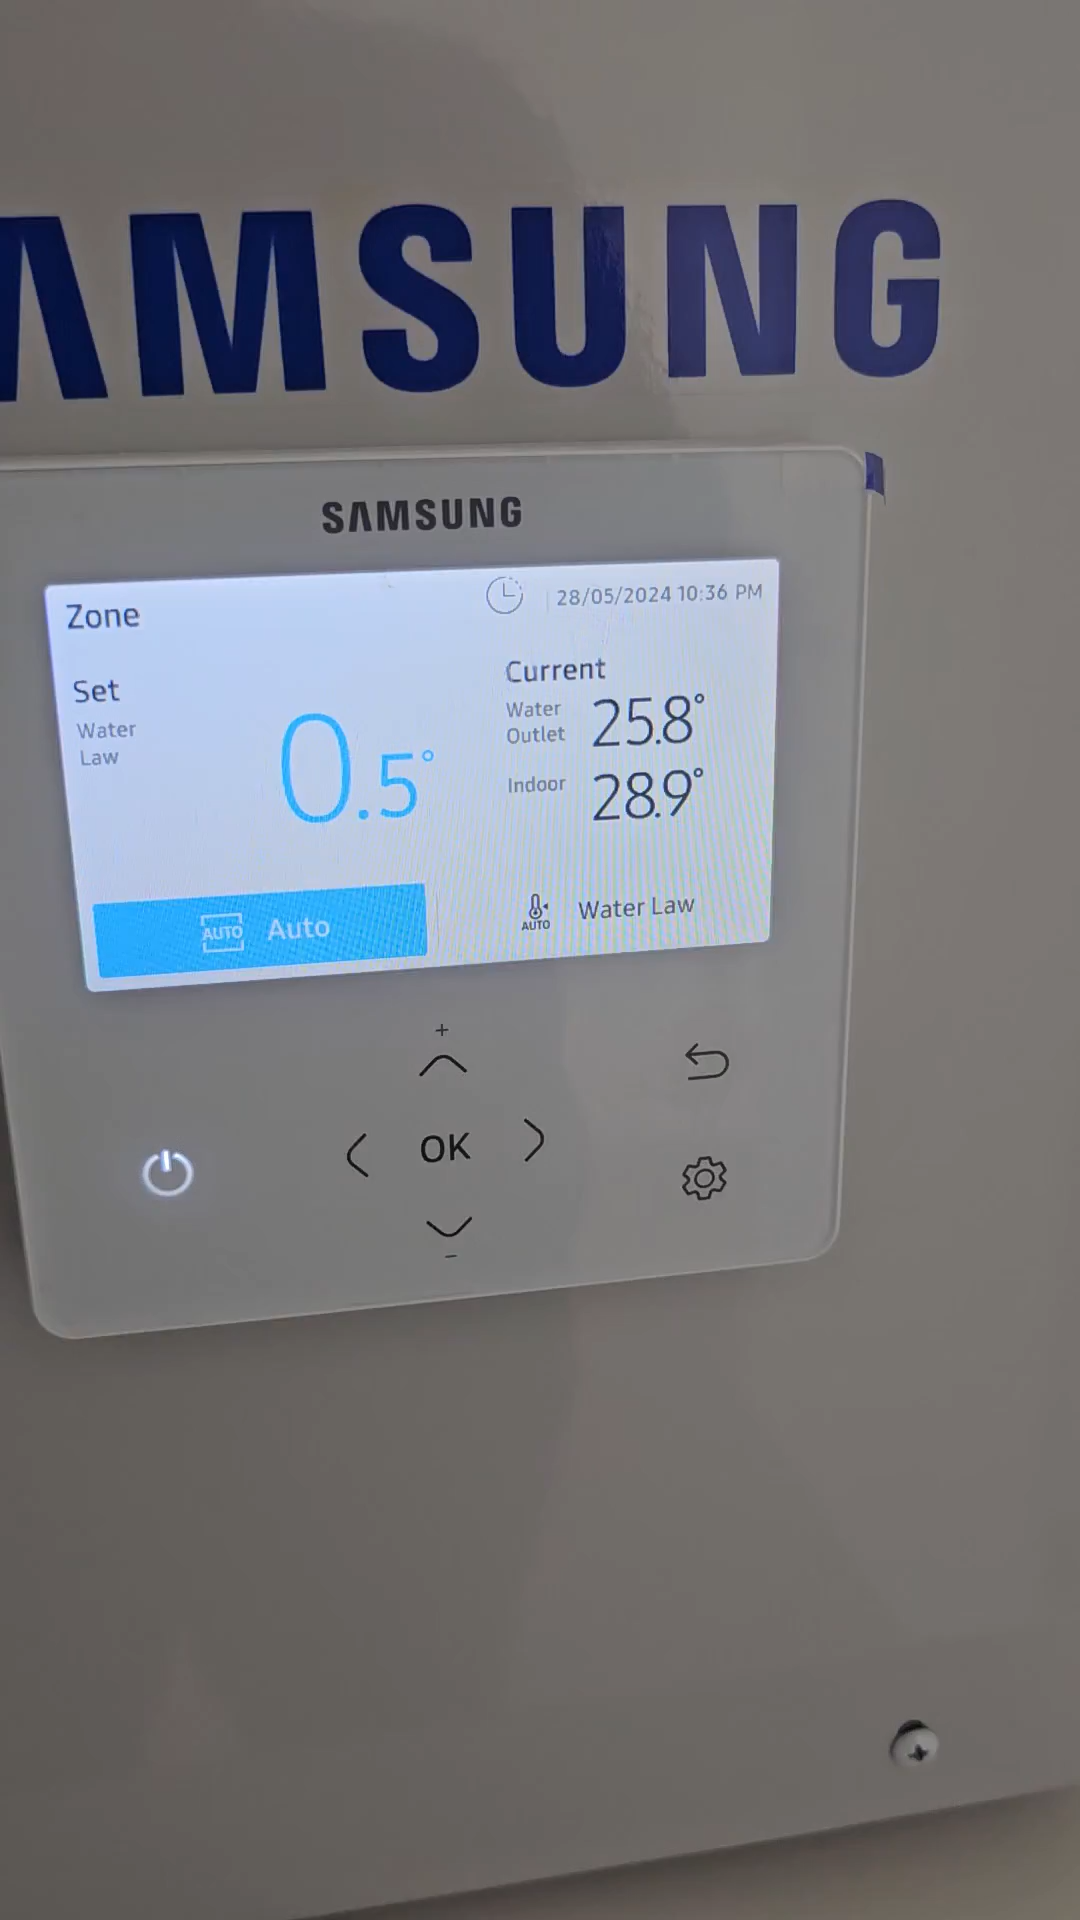 SAMSUNG
SAMSUNG
Zone
28/05/2024 10:36 PM
Set
Water
Law
0.5°
Current
Water
Outlet
25.8°
Indoor
28.9°
AUTO Auto
AUTO Water Law
+
OK
-